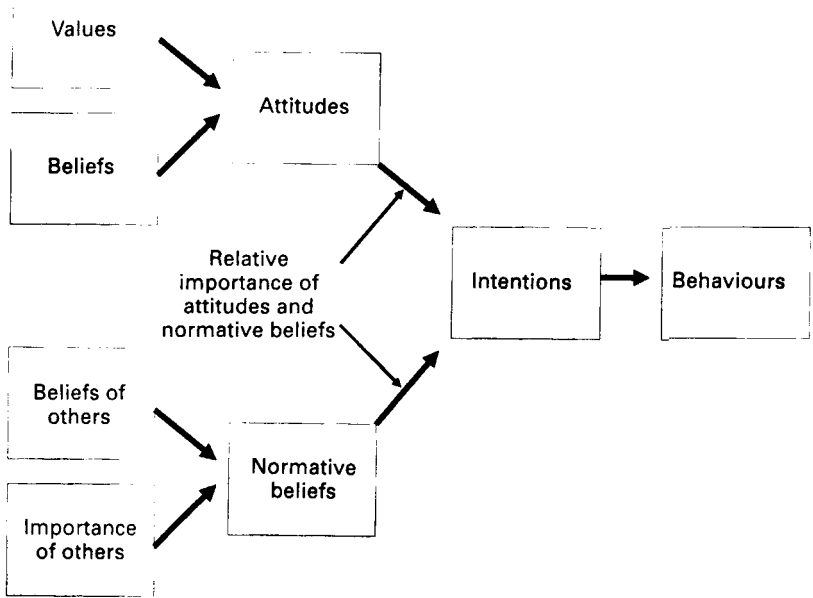 Values
Attitudes
Beliefs
Relative
importance of
attitudes and
normative beliefs
Intentions
Behaviours
Beliefs of
others
Normative
beliefs
Importance
of others